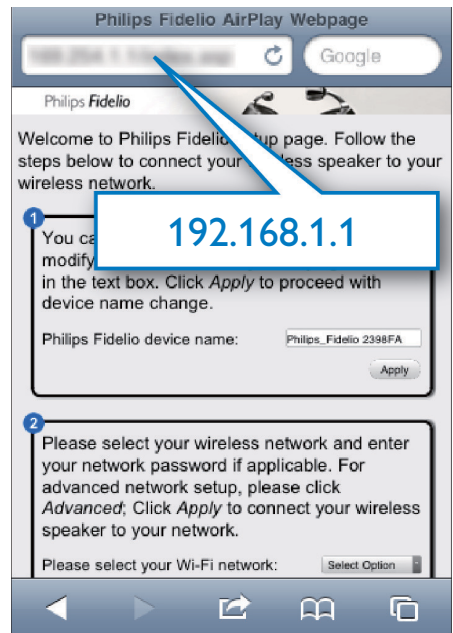 Philips Fidelio AirPlay Webpage
Google
Philips Fidelio
Welcome to Philips Fidelio up page. Follow the
steps below to connect your speaker to your
wireless network.
192.168.1.1
1
You
modify
in the text box. Click Apply to proceed with
device name change.
Philips Fidelio device name:
Philips_Fidelio 2398FA
Apply
2
Please select your wireless network and enter
your network password if applicable. For
advanced network setup, please click
Advanced; Click Apply to connect your wireless
speaker to your network.
Please select your Wi-Fi network:
Select Option